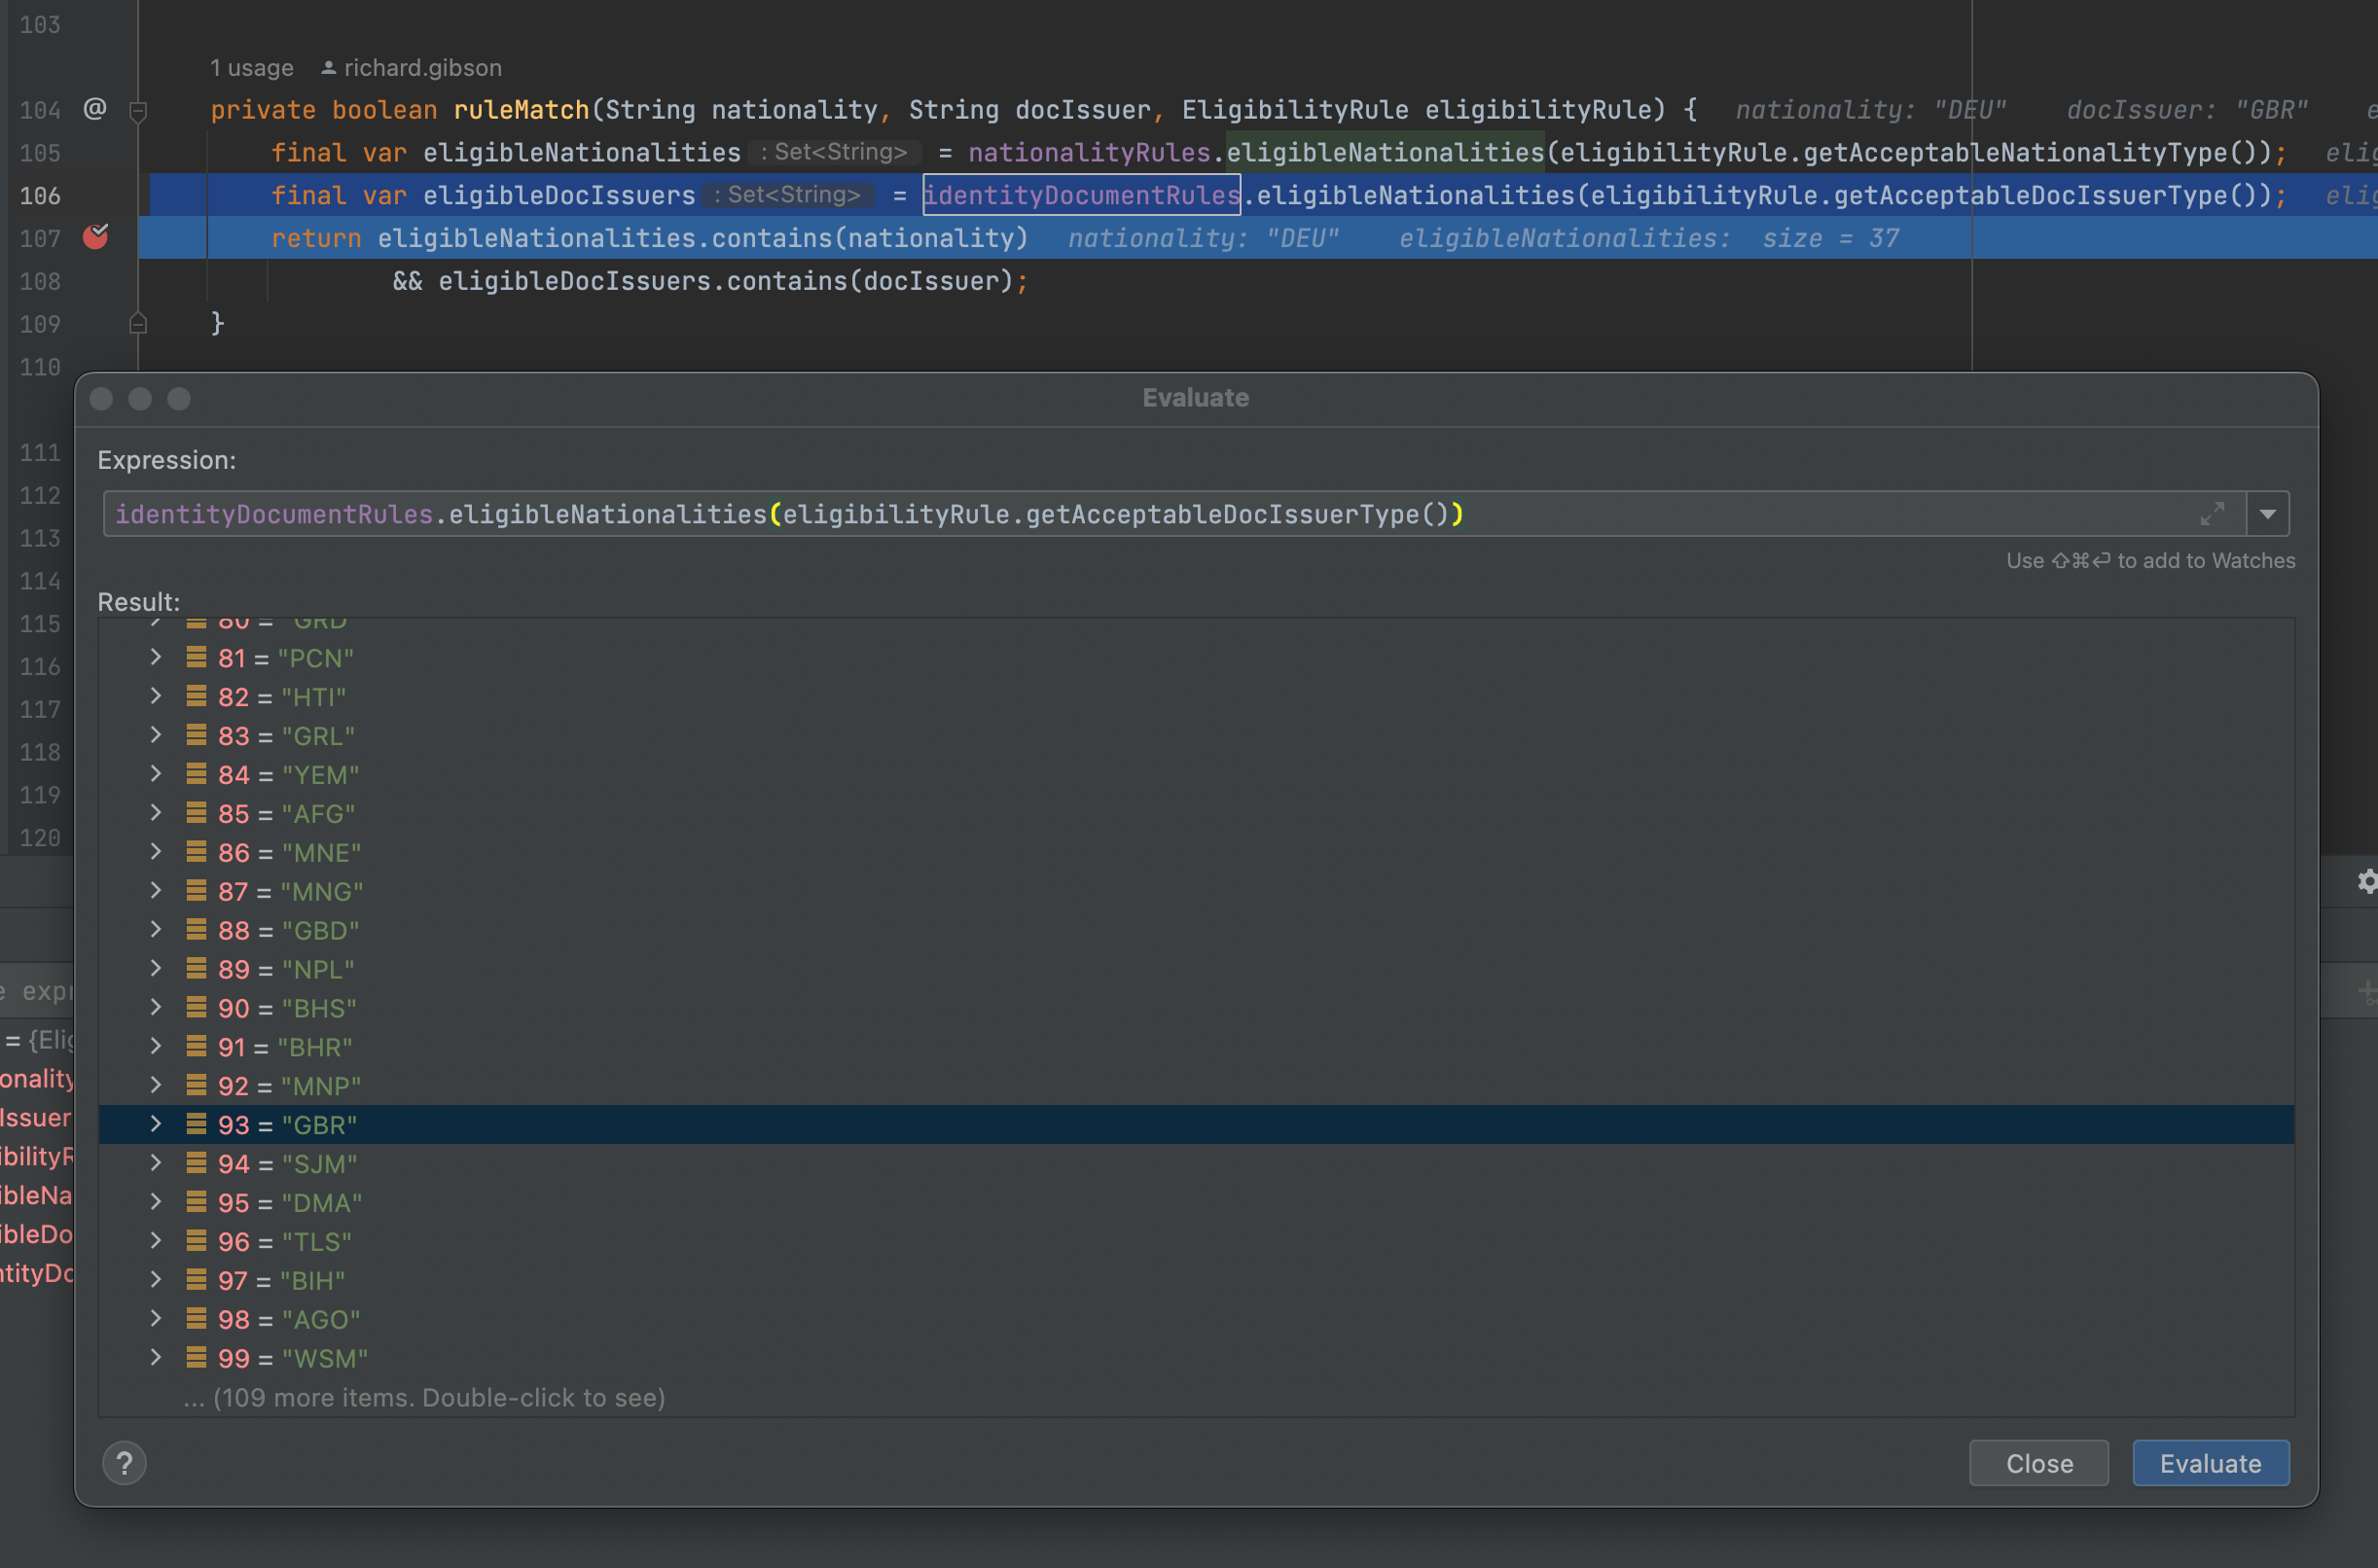 103
1 usage richard.gibson
104 @ private boolean ruleMatch(String nationality, String docIssuer, EligibilityRule eligibilityRule) { nationality: "DEU" docIssuer: "GBR"
105 final var eligibleNationalities : Set<String> = nationalityRules.eligibleNationalities(eligibilityRule.getAcceptableNationalityType()); elig
106 final var eligibleDocIssuers : Set<String> = identityDocumentRules.eligibleNationalities(eligibilityRule.getAcceptableDocIssuerType()); elig
107 return eligibleNationalities.contains(nationality) nationality: "DEU" eligibleNationalities: size = 37
108 && eligibleDocIssuers.contains(docIssuer);
109 }
110
Evaluate
111
Expression:
112
identityDocumentRules.eligibleNationalities(eligibilityRule.getAcceptableDocIssuerType())
113
Use ⇧⌘⏎ to add to Watches
114
Result:
115
80 = "GRD"
116
81 = "PCN"
117
82 = "HTI"
118
83 = "GRL"
119
84 = "YEM"
85 = "AFG"
120
86 = "MNE"
87 = "MNG"
88 = "GBD"
89 = "NPL"
e expr
90 = "BHS"
= {Elig
91 = "BHR"
onality
92 = "MNP"
Issuer
93 = "GBR"
ibilityR
94 = "SJM"
ibleNa
95 = "DMA"
ibleDo
96 = "TLS"
ntityDo
97 = "BIH"
98 = "AGO"
99 = "WSM"
... (109 more items. Double-click to see)
? Close Evaluate